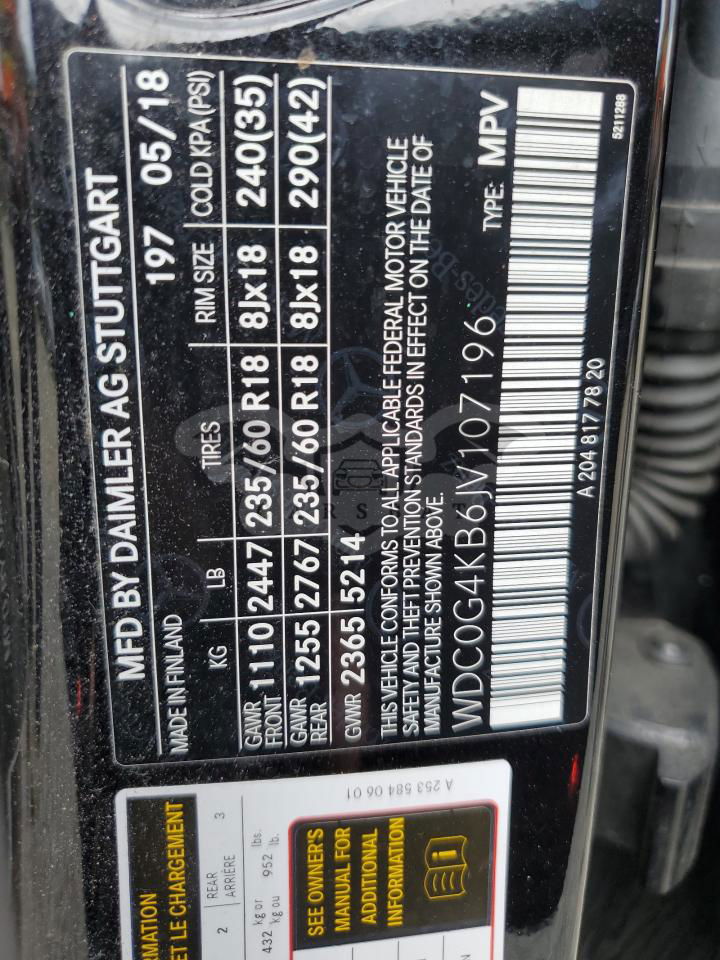 MFD BY DAIMLER AG STUTTGART
MADE IN FINLAND 197 05/18
KG LB TIRES RIM SIZE COLD KPA (PSI)
GAWR FRONT 1110 2447 235/60 R18 8Jx18 240(35)
GAWR REAR 1255 2767 235/60 R18 8Jx18 290(42)
GVWR 2365 5214
THIS VEHICLE CONFORMS TO ALL APPLICABLE FEDERAL MOTOR VEHICLE
SAFETY AND THEFT PREVENTION STANDARDS IN EFFECT ON THE DATE OF
MANUFACTURE SHOWN ABOVE.
WDC0G4KB6JV107196 TYPE: MPV
A 204 817 78 20
5211288
A 253 584 06 01
ET LE CHARGEMENT
2 REAR 3
ARRIÈRE
432 kg or 952 lbs.
kg ou lb.
SEE OWNER'S
MANUAL FOR
ADDITIONAL
INFORMATION